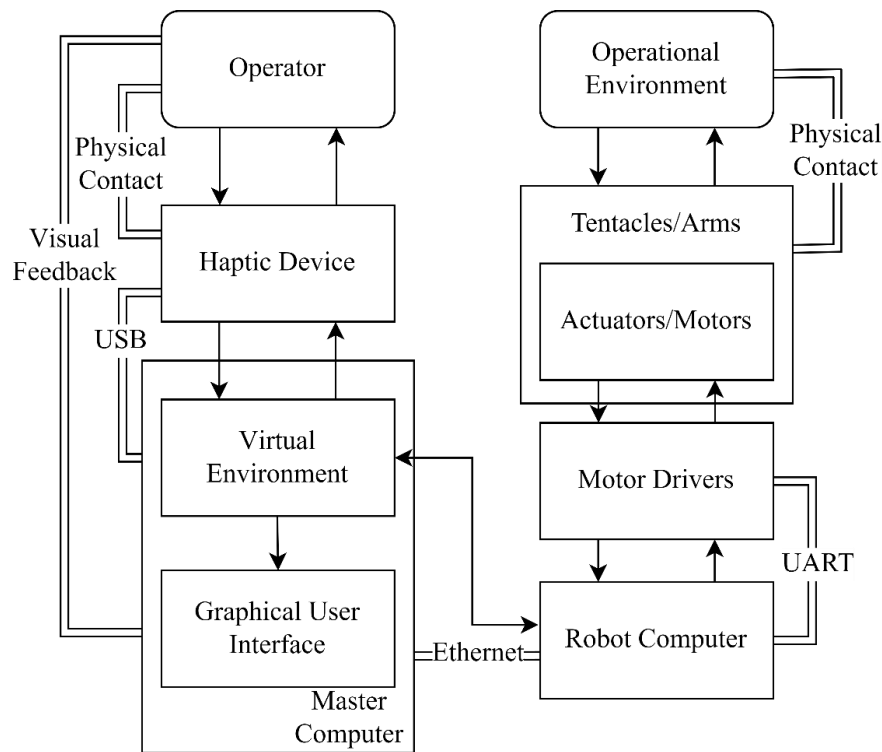 Operator
Physical
Contact
Visual
Feedback
Haptic Device
USB
Virtual
Environment
Graphical User
Interface
Master
Computer
Ethernet
Operational
Environment
Physical
Contact
Tentacles/Arms
Actuators/Motors
Motor Drivers
UART
Robot Computer